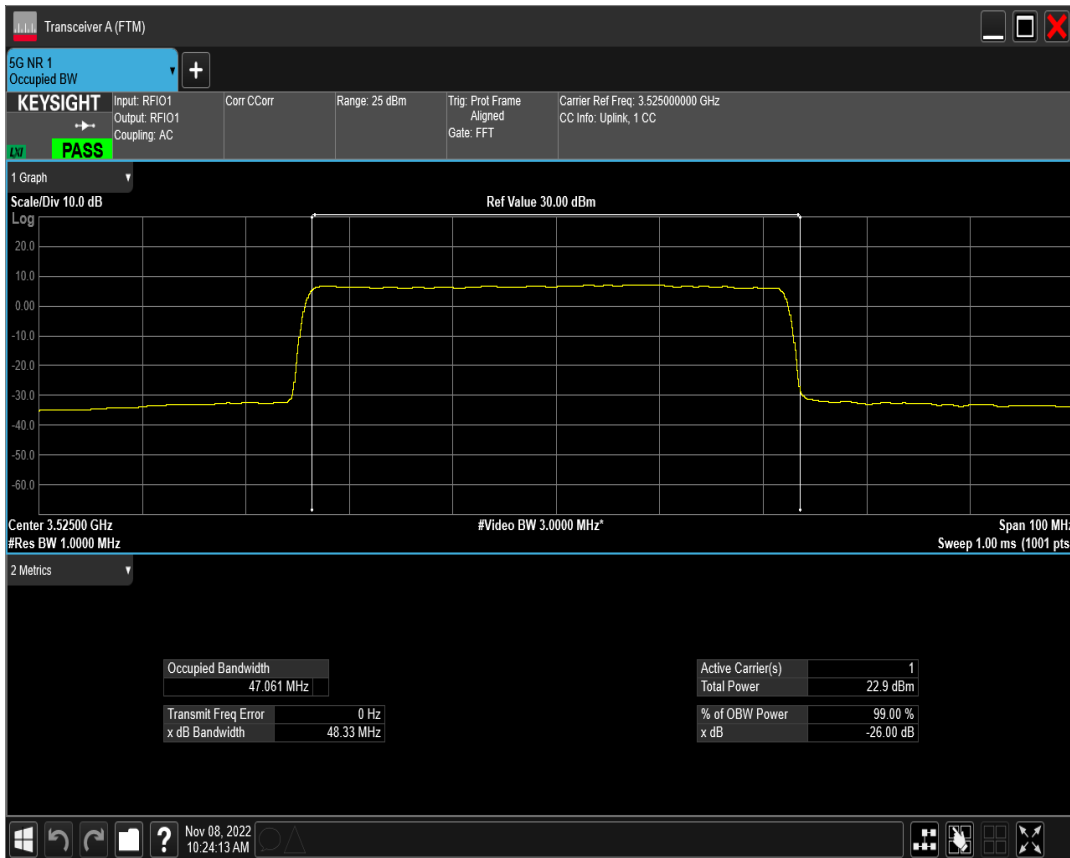 Transceiver A (FTM)
5G NR 1
Occupied BW
+
KEYSIGHT
LXI
PASS
Input: RFIO1
Output: RFIO1
Coupling: AC
Corr CCorr
Range: 25 dBm
Trig: Prot Frame
Aligned
Gate: FFT
Carrier Ref Freq: 3.525000000 GHz
CC Info: Uplink, 1 CC
1 Graph
Scale/Div 10.0 dB
Ref Value 30.00 dBm
Log
20.0
10.0
0.00
-10.0
-20.0
-30.0
-40.0
-50.0
-60.0
Center 3.52500 GHz
#Video BW 3.0000 MHz*
Span 100 MHz
#Res BW 1.0000 MHz
Sweep 1.00 ms (1001 pts
2 Metrics
Occupied Bandwidth
47.061 MHz
Transmit Freq Error 0 Hz
x dB Bandwidth 48.33 MHz
Active Carrier(s) 1
Total Power 22.9 dBm
% of OBW Power 99.00 %
x dB -26.00 dB
?
Nov 08, 2022
10:24:13 AM